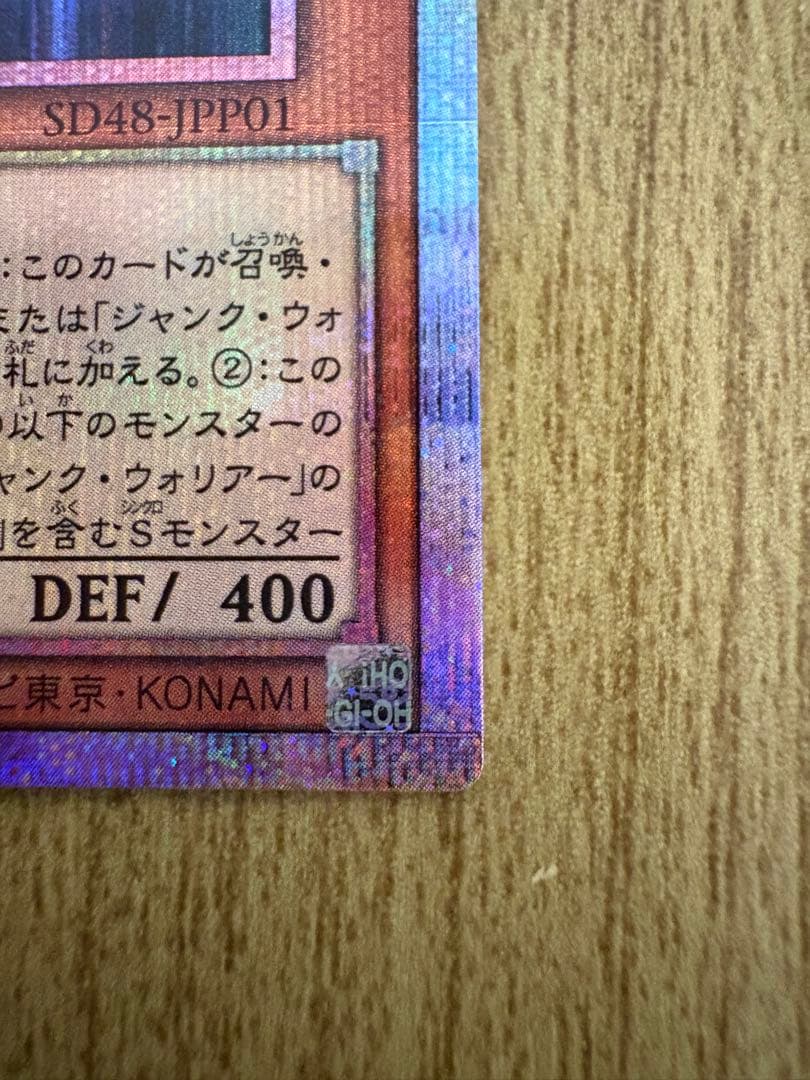 SD48-JPP01
:このカードが召喚・
たは「ジャンク・ウォ
札に加える。②:この
以下のモンスターの
ンク・ウォリアー」の
を含むSモンスター
DEF/ 400
東京・KONAMI
GI-OH